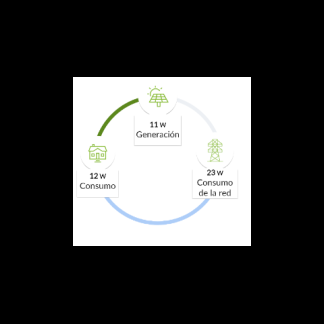 11 w
Generación
12 w
Consumo
23 w
Consumo
de la red